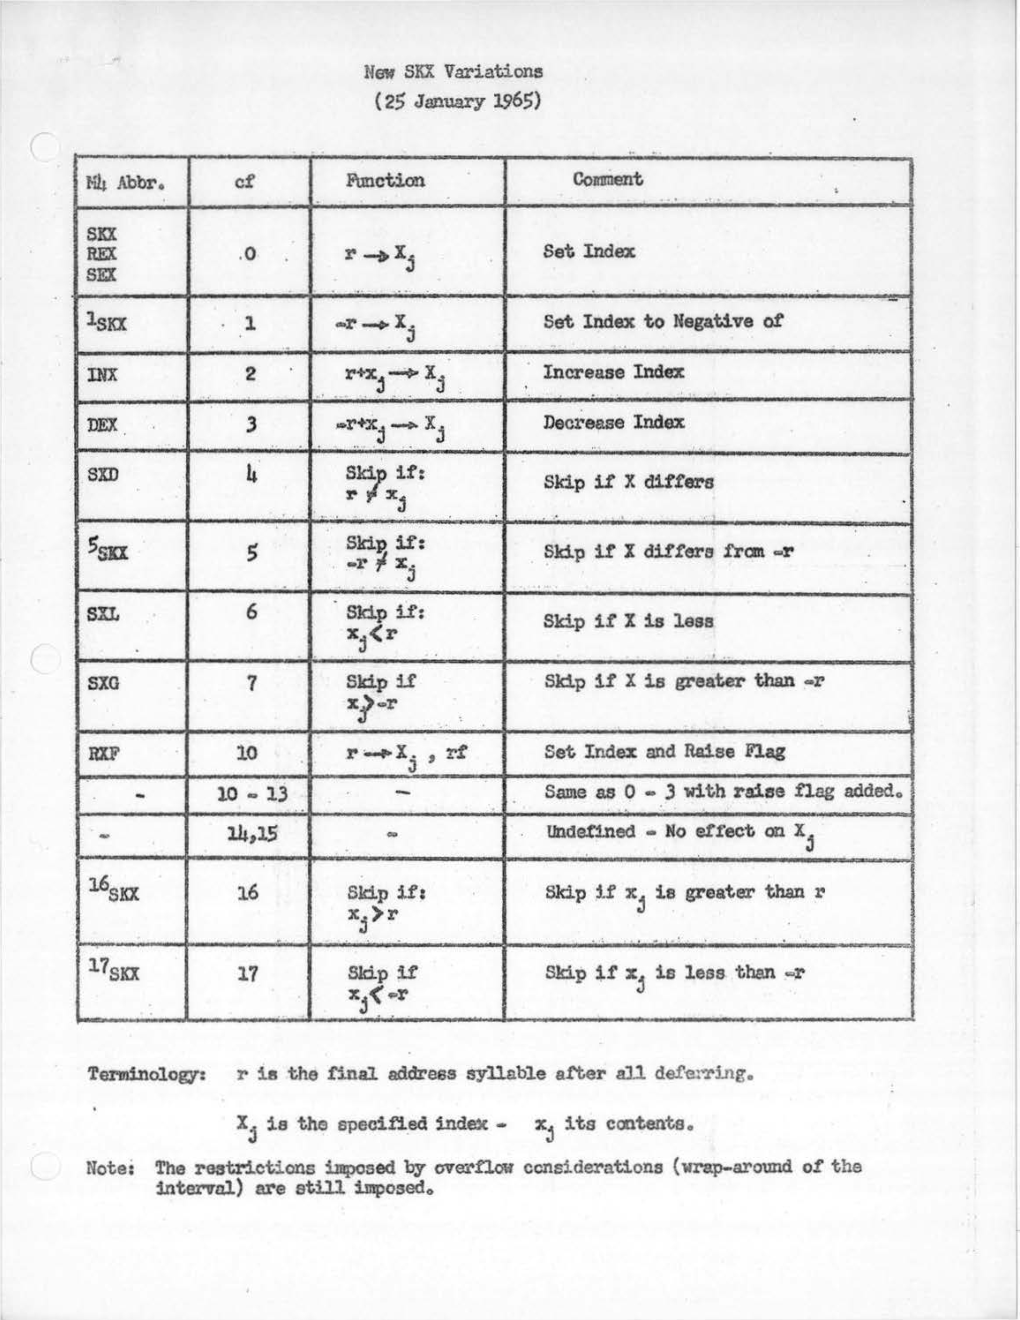 New SKX Variations
(25 January 1965)
M4 Abbr. cf Function Comment
SKX
REX 0 r → Xj Set Index
SEX
¹SKX 1 -r → Xj Set Index to Negative of
INX 2 r+xj → Xj Increase Index
DEX 3 -r+xj → Xj Decrease Index
SXD 4 Skip if: Skip if X differs
r ≠ xj
⁵SKX 5 Skip if: Skip if X differs from -r
-r ≠ xj
SXL 6 Skip if: Skip if X is less
xj < r
SXG 7 Skip if Skip if X is greater than -r
xj > -r
RXF 10 r → Xj , rf Set Index and Raise Flag
- 10 - 13 - Same as 0 - 3 with raise flag added.
- 14,15 - Undefined - No effect on Xj
¹⁶SKX 16 Skip if: Skip if xj is greater than r
xj > r
¹⁷SKX 17 Skip if Skip if xj is less than -r
xj < -r
Terminology: r is the final address syllable after all deferring.
Xj is the specified index - xj its contents.
Note: The restrictions imposed by overflow considerations (wrap-around of the
interval) are still imposed.